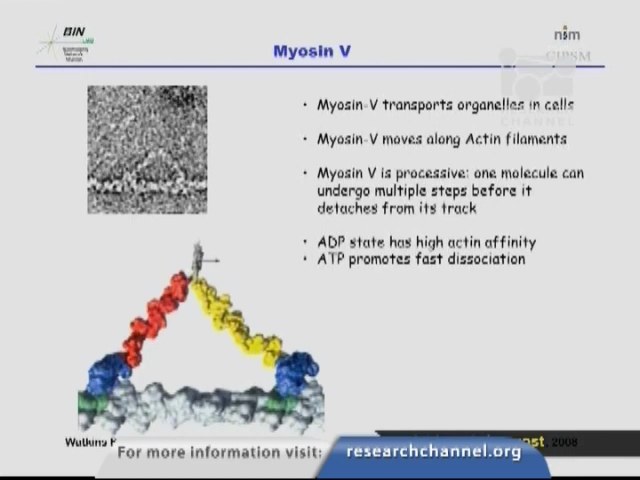 BIN
nim
CIPSM
CHANNEL
Myosin V
• Myosin-V transports organelles in cells
• Myosin-V moves along Actin filaments
• Myosin V is processive: one molecule can
undergo multiple steps before it
detaches from its track
• ADP state has high actin affinity
• ATP promotes fast dissociation
Watkins
2008
For more information visit:
researchchannel.org